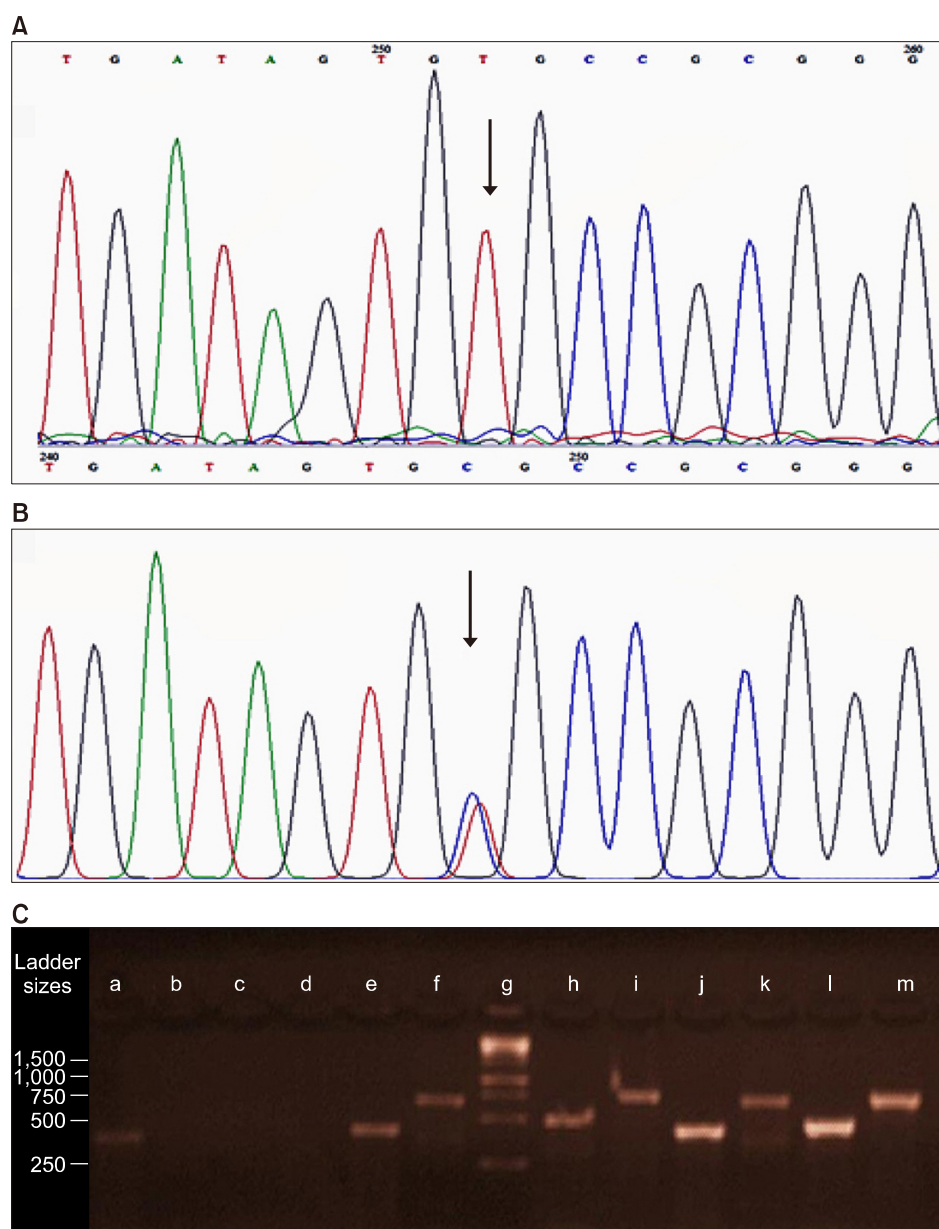 A
250 260
T G A T A G T G T G C C G C G G G
240 250
T G A T A G T G C G C C G C G G G
B
C
Ladder
sizes
a b c d e f g h i j k l m
1,500
1,000
750
500
250